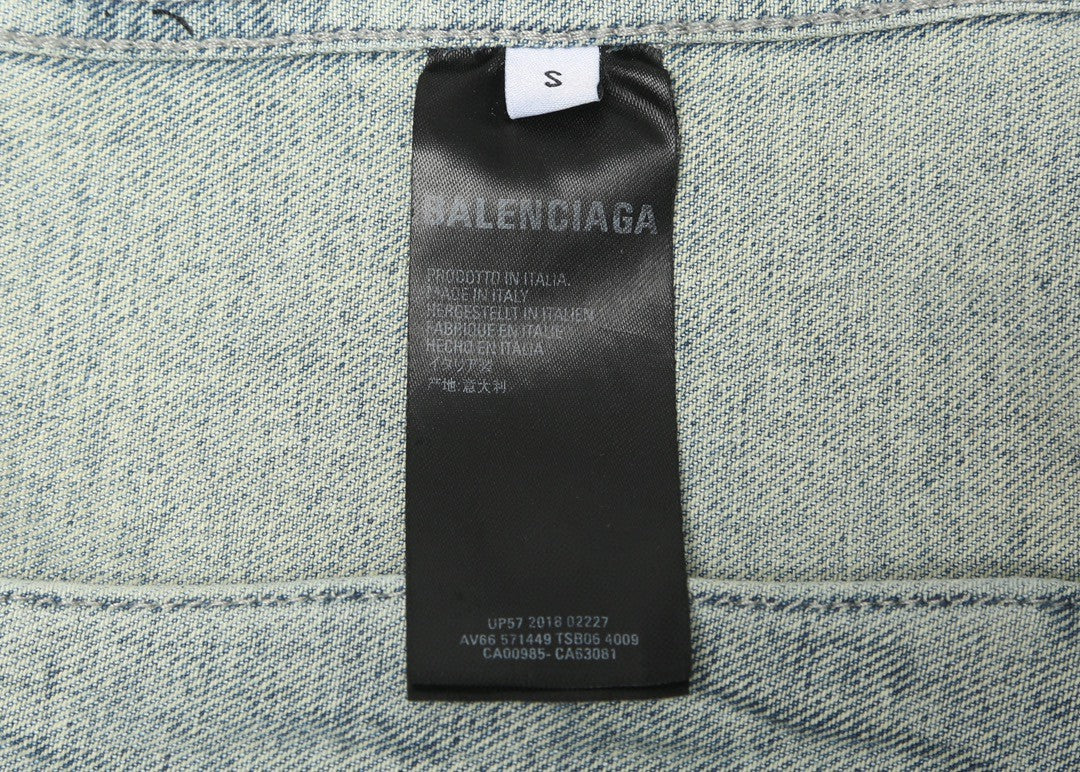 S
BALENCIAGA
PRODOTTO IN ITALIA.
MADE IN ITALY
HERGESTELLT IN ITALIEN
FABRIQUE EN ITALIE
HECHO EN ITALIA
イタリア製
产地:意大利
UP57 2018 02227
AV66 571449 TSB06 4009
CA00985- CA63081